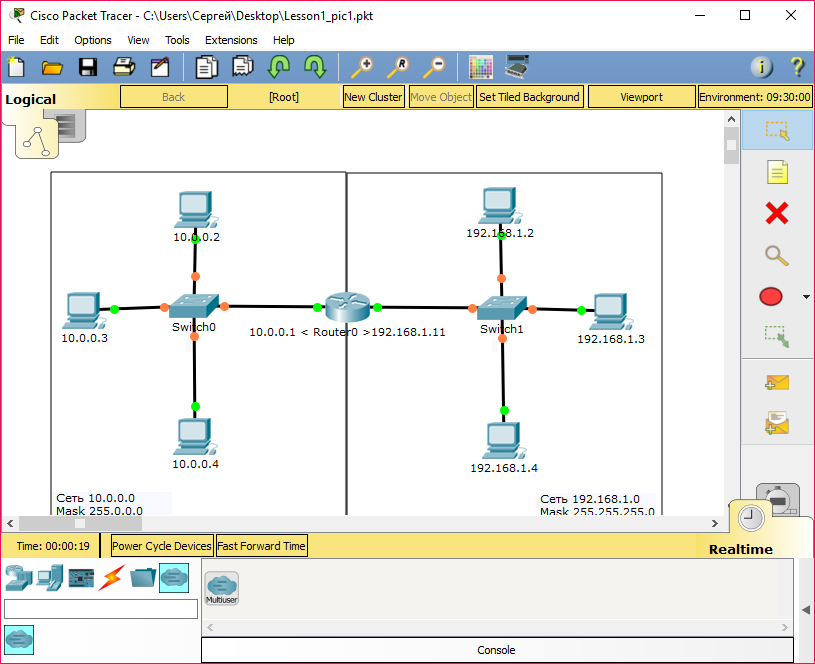 Cisco Packet Tracer - C:\Users\Сергей\Desktop\Lesson1_pic1.pkt
File Edit Options View Tools Extensions Help
Logical
Back
[Root]
New Cluster
Move Object
Set Tiled Background
Viewport
Environment: 09:30:00
10.0.0.2
192.168.1.2
Switch0
10.0.0.1 < Router0 >192.168.1.11
Switch1
10.0.0.3
192.168.1.3
10.0.0.4
192.168.1.4
Сеть 10.0.0.0
Mask 255.0.0.0
Сеть 192.168.1.0
Mask 255.255.255.0
Time: 00:00:19
Power Cycle Devices
Fast Forward Time
Realtime
Multiuser
Console